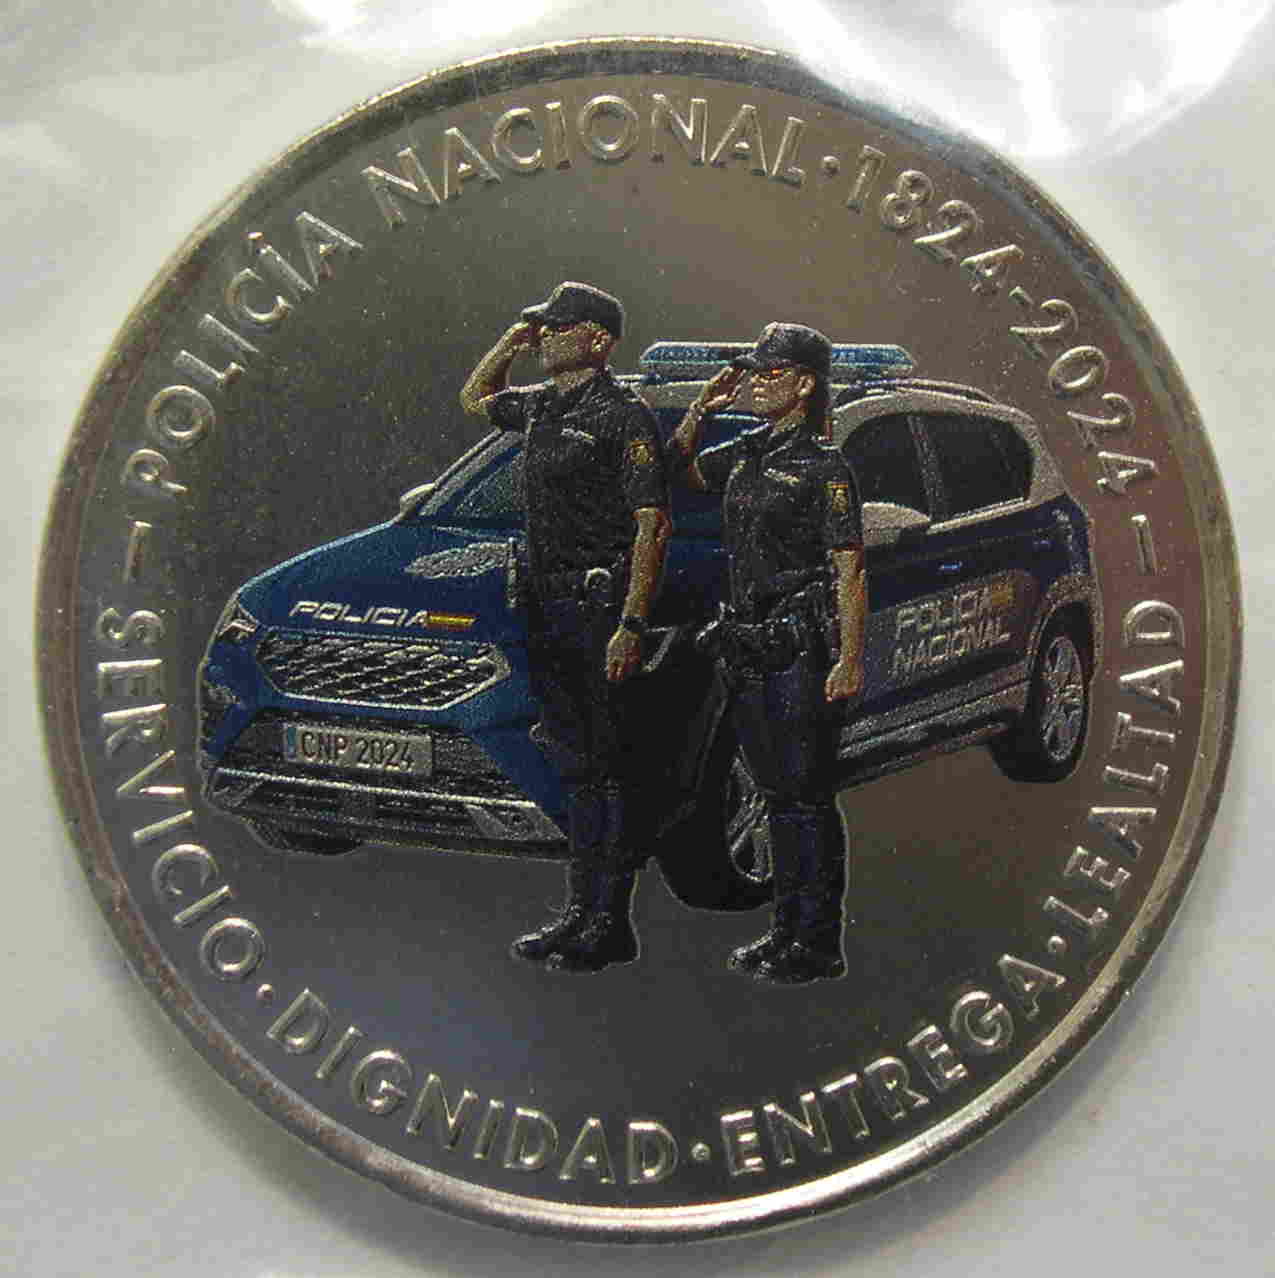 POLICÍA NACIONAL · 1824-2024
SERVICIO · DIGNIDAD · ENTREGA · LEALTAD
POLICIA
CNP 2024
POLICIA
NACIONAL